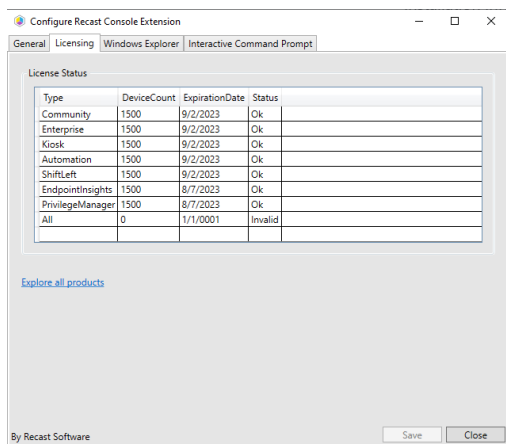 Configure Recast Console Extension
General Licensing Windows Explorer Interactive Command Prompt
License Status
Type DeviceCount ExpirationDate Status
Community 1500 9/2/2023 Ok
Enterprise 1500 9/2/2023 Ok
Kiosk 1500 9/2/2023 Ok
Automation 1500 9/2/2023 Ok
ShiftLeft 1500 9/2/2023 Ok
EndpointInsights 1500 8/7/2023 Ok
PrivilegeManager 1500 8/7/2023 Ok
All 0 1/1/0001 Invalid
Explore all products
By Recast Software Save Close